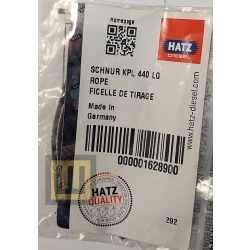 Homepage
HATZ
DIESEL
SCHNUR KPL 440 LG
ROPE
FICELLE DE TIRAGE
Made in
Germany
www.hatz-diesel.com
000001628900
HATZ
QUALITY
292